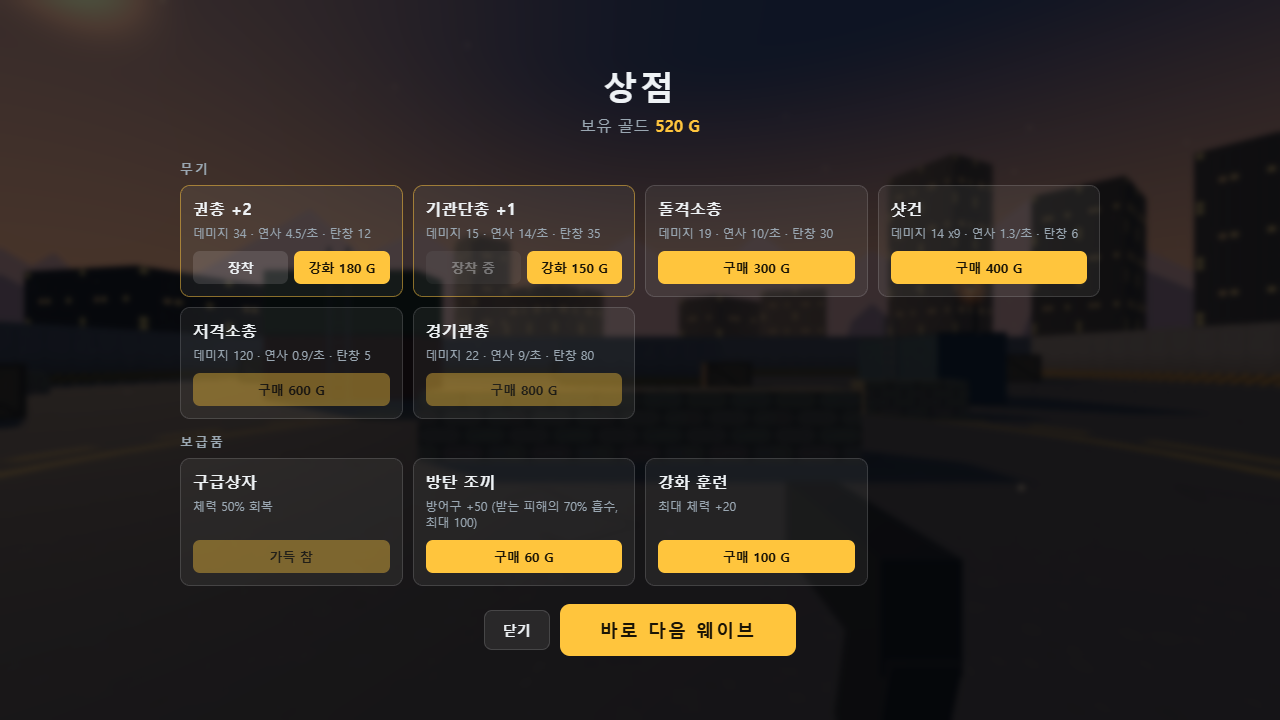 상점
보유 골드 520 G
무기
권총 +2
데미지 34 · 연사 4.5/초 · 탄창 12
장착
강화 180 G
기관단총 +1
데미지 15 · 연사 14/초 · 탄창 35
장착 중
강화 150 G
돌격소총
데미지 19 · 연사 10/초 · 탄창 30
구매 300 G
샷건
데미지 14 x9 · 연사 1.3/초 · 탄창 6
구매 400 G
저격소총
데미지 120 · 연사 0.9/초 · 탄창 5
구매 600 G
경기관총
데미지 22 · 연사 9/초 · 탄창 80
구매 800 G
보급품
구급상자
체력 50% 회복
가득 참
방탄 조끼
방어구 +50 (받는 피해의 70% 흡수,
최대 100)
구매 60 G
강화 훈련
최대 체력 +20
구매 100 G
닫기
바로 다음 웨이브